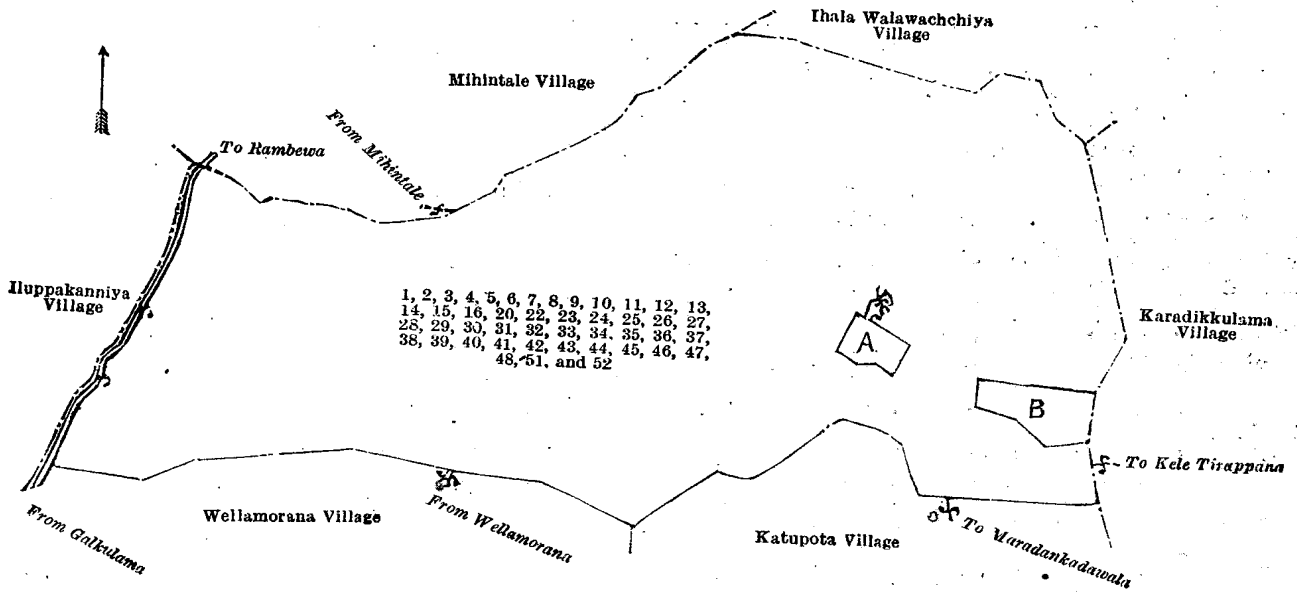 Ihala Walawachchiya
Village
Mihintale Village
To Rambewa
From Mihintale
Iluppakanniya
Village
1, 2, 3, 4, 5, 6, 7, 8, 9, 10, 11, 12, 13,
14, 15, 16, 20, 22, 23, 24, 25, 26, 27,
28, 29, 30, 31, 32, 33, 34, 35, 36, 37,
38, 39, 40, 41, 42, 43, 44, 45, 46, 47,
48, 51, and 52
Karadikkulama
Village
A
B
To Kele Tirappana
From Galkulama
Wellamorana Village
From Wellamorana
Katupota Village
To Maradankadawala